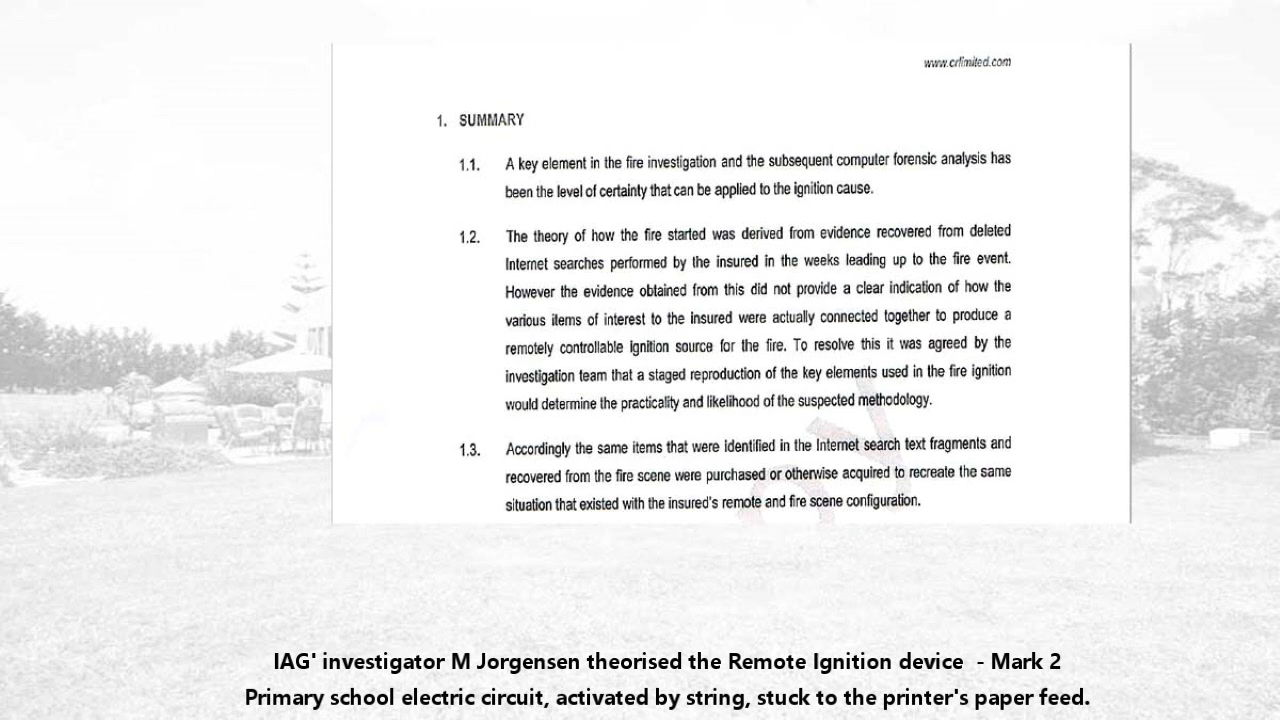 www.crlimited.com
1. SUMMARY
1.1. A key element in the fire investigation and the subsequent computer forensic analysis has
been the level of certainty that can be applied to the ignition cause.
1.2. The theory of how the fire started was derived from evidence recovered from deleted
Internet searches performed by the insured in the weeks leading up to the fire event.
However the evidence obtained from this did not provide a clear indication of how the
various items of interest to the insured were actually connected together to produce a
remotely controllable ignition source for the fire. To resolve this it was agreed by the
investigation team that a staged reproduction of the key elements used in the fire ignition
would determine the practicality and likelihood of the suspected methodology.
1.3. Accordingly the same items that were identified in the Internet search text fragments and
recovered from the fire scene were purchased or otherwise acquired to recreate the same
situation that existed with the insured's remote and fire scene configuration.
IAG' investigator M Jorgensen theorised the Remote Ignition device - Mark 2
Primary school electric circuit, activated by string, stuck to the printer's paper feed.